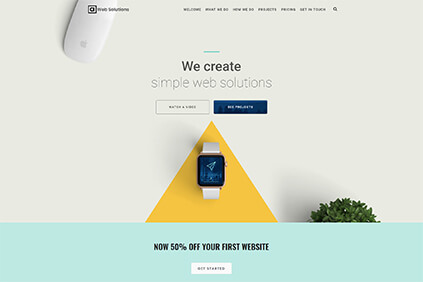 Web Solutions
WELCOME WHAT WE DO HOW WE DO PROJECTS PRICING GET IN TOUCH
We create
simple web solutions
WATCH A VIDEO
SEE PROJECTS
NOW 50% OFF YOUR FIRST WEBSITE
GET STARTED